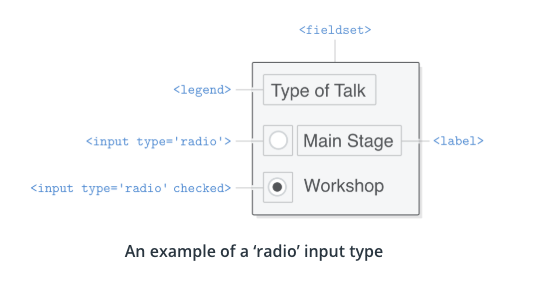 <fieldset>
<legend>
Type of Talk
<input type='radio'>
Main Stage
<label>
<input type='radio' checked>
Workshop
An example of a ‘radio’ input type